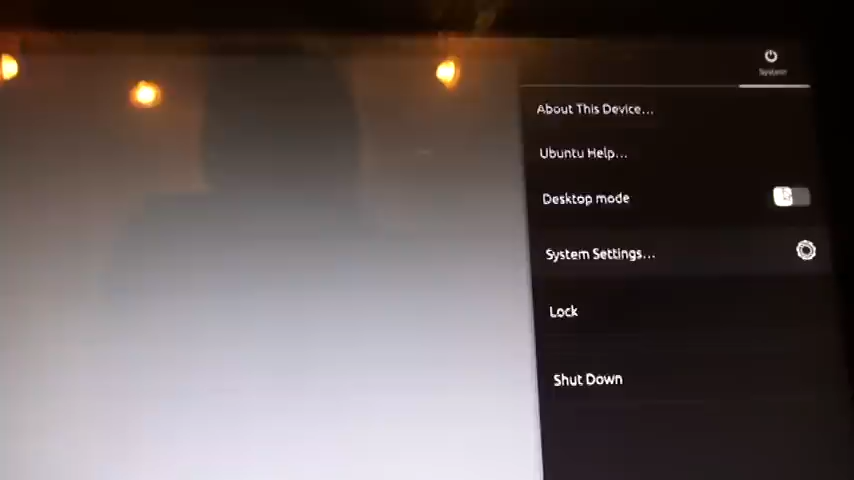 System
About This Device...
Ubuntu Help...
Desktop mode
System Settings...
Lock
Shut Down